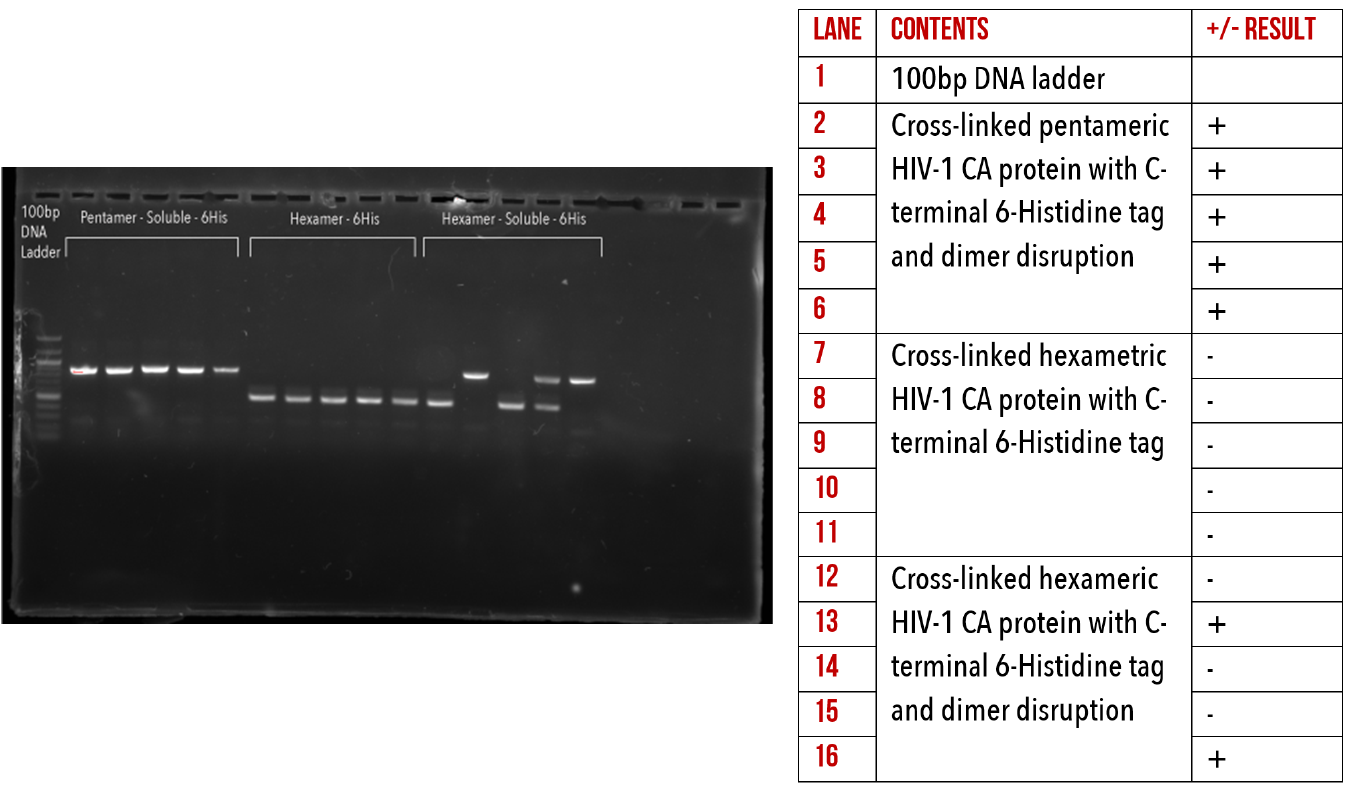 100bp
DNA
Ladder
Pentamer - Soluble - 6His
Hexamer - 6His
Hexamer - Soluble - 6His
LANE CONTENTS +/- RESULT
1 100bp DNA ladder
2 Cross-linked pentameric +
3 HIV-1 CA protein with C- +
4 terminal 6-Histidine tag +
5 and dimer disruption +
6 +
7 Cross-linked hexametric -
8 HIV-1 CA protein with C- -
9 terminal 6-Histidine tag -
10 -
11 -
12 Cross-linked hexameric -
13 HIV-1 CA protein with C- +
14 terminal 6-Histidine tag -
15 and dimer disruption -
16 +